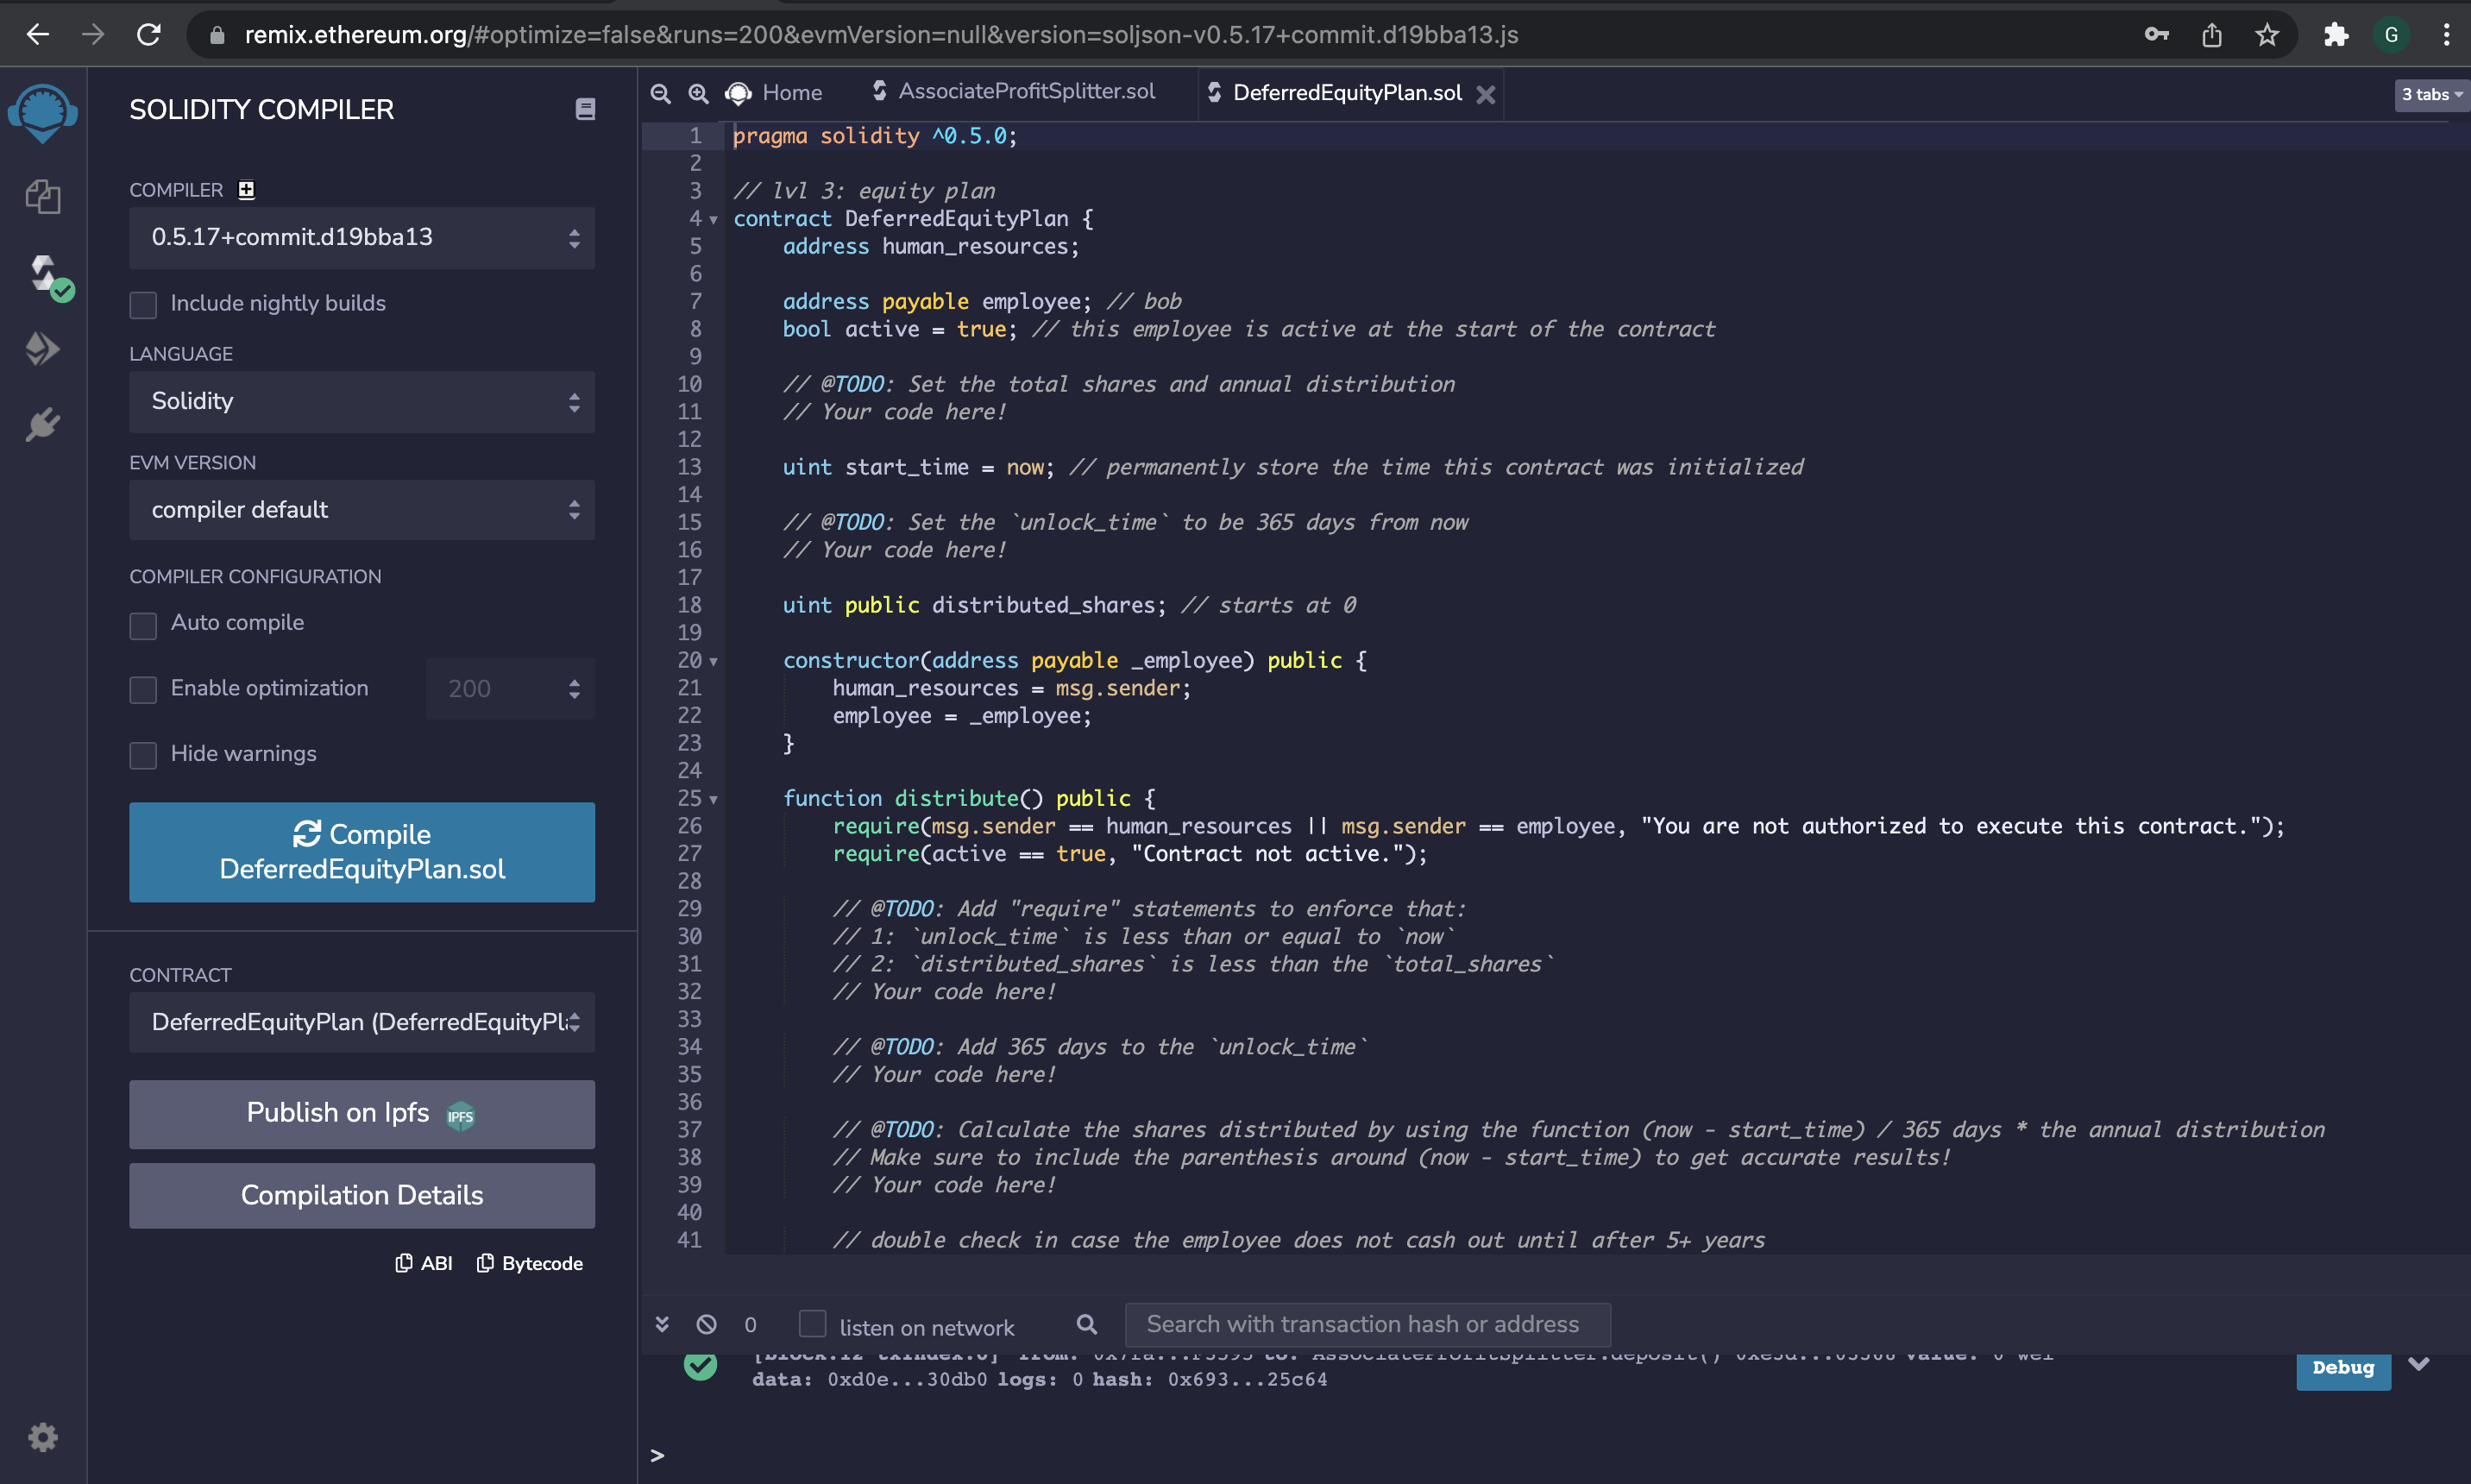 remix.ethereum.org/#optimize=false&runs=200&evmVersion=null&version=soljson-v0.5.17+commit.d19bba13.js
G
SOLIDITY COMPILER
COMPILER
0.5.17+commit.d19bba13
Include nightly builds
LANGUAGE
Solidity
EVM VERSION
compiler default
COMPILER CONFIGURATION
Auto compile
Enable optimization
200
Hide warnings
Compile
DeferredEquityPlan.sol
CONTRACT
DeferredEquityPlan (DeferredEquityPl
Publish on Ipfs
IPFS
Compilation Details
ABI
Bytecode
Home
AssociateProfitSplitter.sol
DeferredEquityPlan.sol
3 tabs
1 pragma solidity ^0.5.0;
2
3 // lvl 3: equity plan
4 contract DeferredEquityPlan {
5     address human_resources;
6
7     address payable employee; // bob
8     bool active = true; // this employee is active at the start of the contract
9
10     // @TODO: Set the total shares and annual distribution
11     // Your code here!
12
13     uint start_time = now; // permanently store the time this contract was initialized
14
15     // @TODO: Set the `unlock_time` to be 365 days from now
16     // Your code here!
17
18     uint public distributed_shares; // starts at 0
19
20     constructor(address payable _employee) public {
21         human_resources = msg.sender;
22         employee = _employee;
23     }
24
25     function distribute() public {
26         require(msg.sender == human_resources || msg.sender == employee, "You are not authorized to execute this contract.");
27         require(active == true, "Contract not active.");
28
29         // @TODO: Add "require" statements to enforce that:
30         // 1: `unlock_time` is less than or equal to `now`
31         // 2: `distributed_shares` is less than the `total_shares`
32         // Your code here!
33
34         // @TODO: Add 365 days to the `unlock_time`
35         // Your code here!
36
37         // @TODO: Calculate the shares distributed by using the function (now - start_time) / 365 days * the annual distribution
38         // Make sure to include the parenthesis around (now - start_time) to get accurate results!
39         // Your code here!
40
41         // double check in case the employee does not cash out until after 5+ years
0
listen on network
Search with transaction hash or address
from: to: AssociateProfitSplitter.deposit() value: 0 wei
data: 0xd0e...30db0 logs: 0 hash: 0x693...25c64
Debug
>